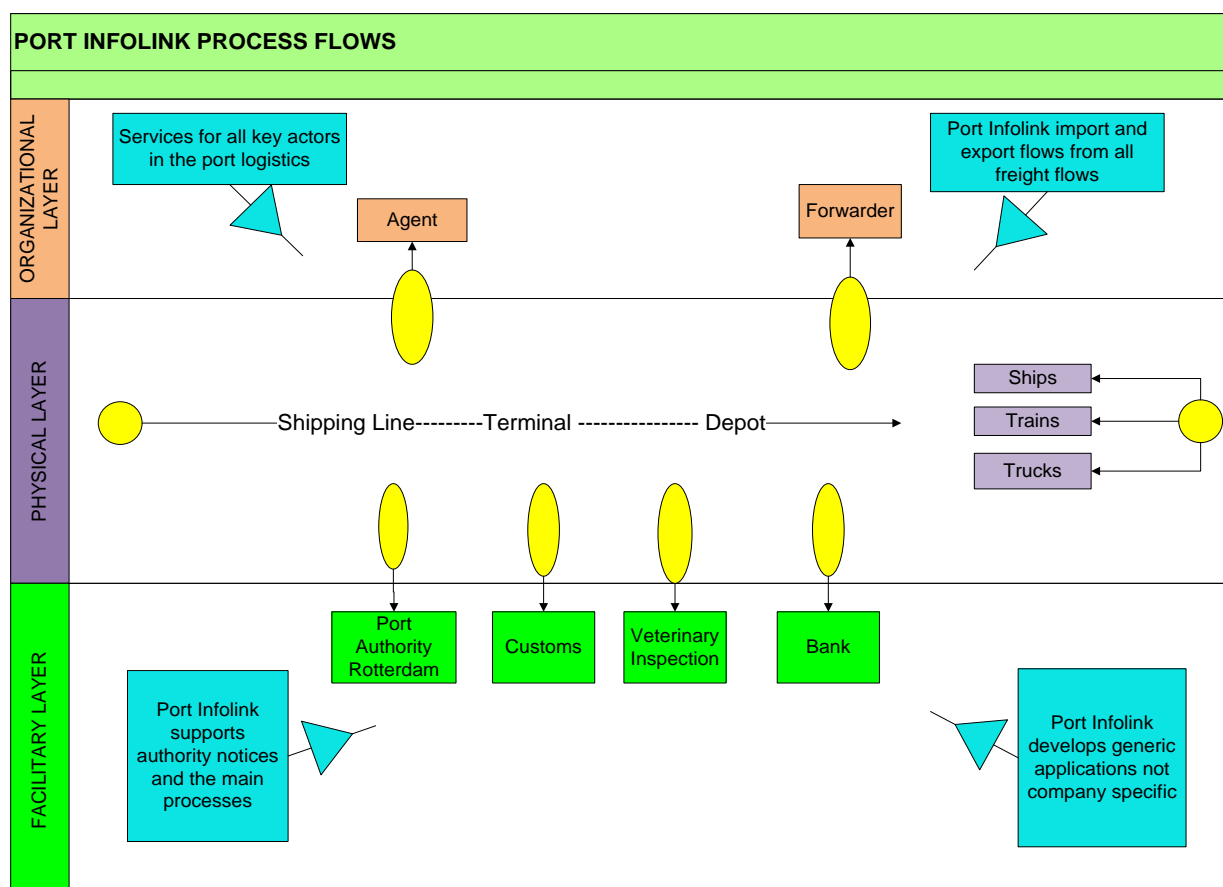 PORT INFOLINK PROCESS FLOWS
ORGANIZATIONAL
LAYER
Services for all key actors
in the port logistics
Agent
Forwarder
Port Infolink import and
export flows from all
freight flows
PHYSICAL LAYER
Shipping Line---------Terminal ---------------- Depot
Ships
Trains
Trucks
FACILITARY LAYER
Port
Authority
Rotterdam
Customs
Veterinary
Inspection
Bank
Port Infolink
supports
authority notices
and the main
processes
Port Infolink
develops generic
applications not
company specific